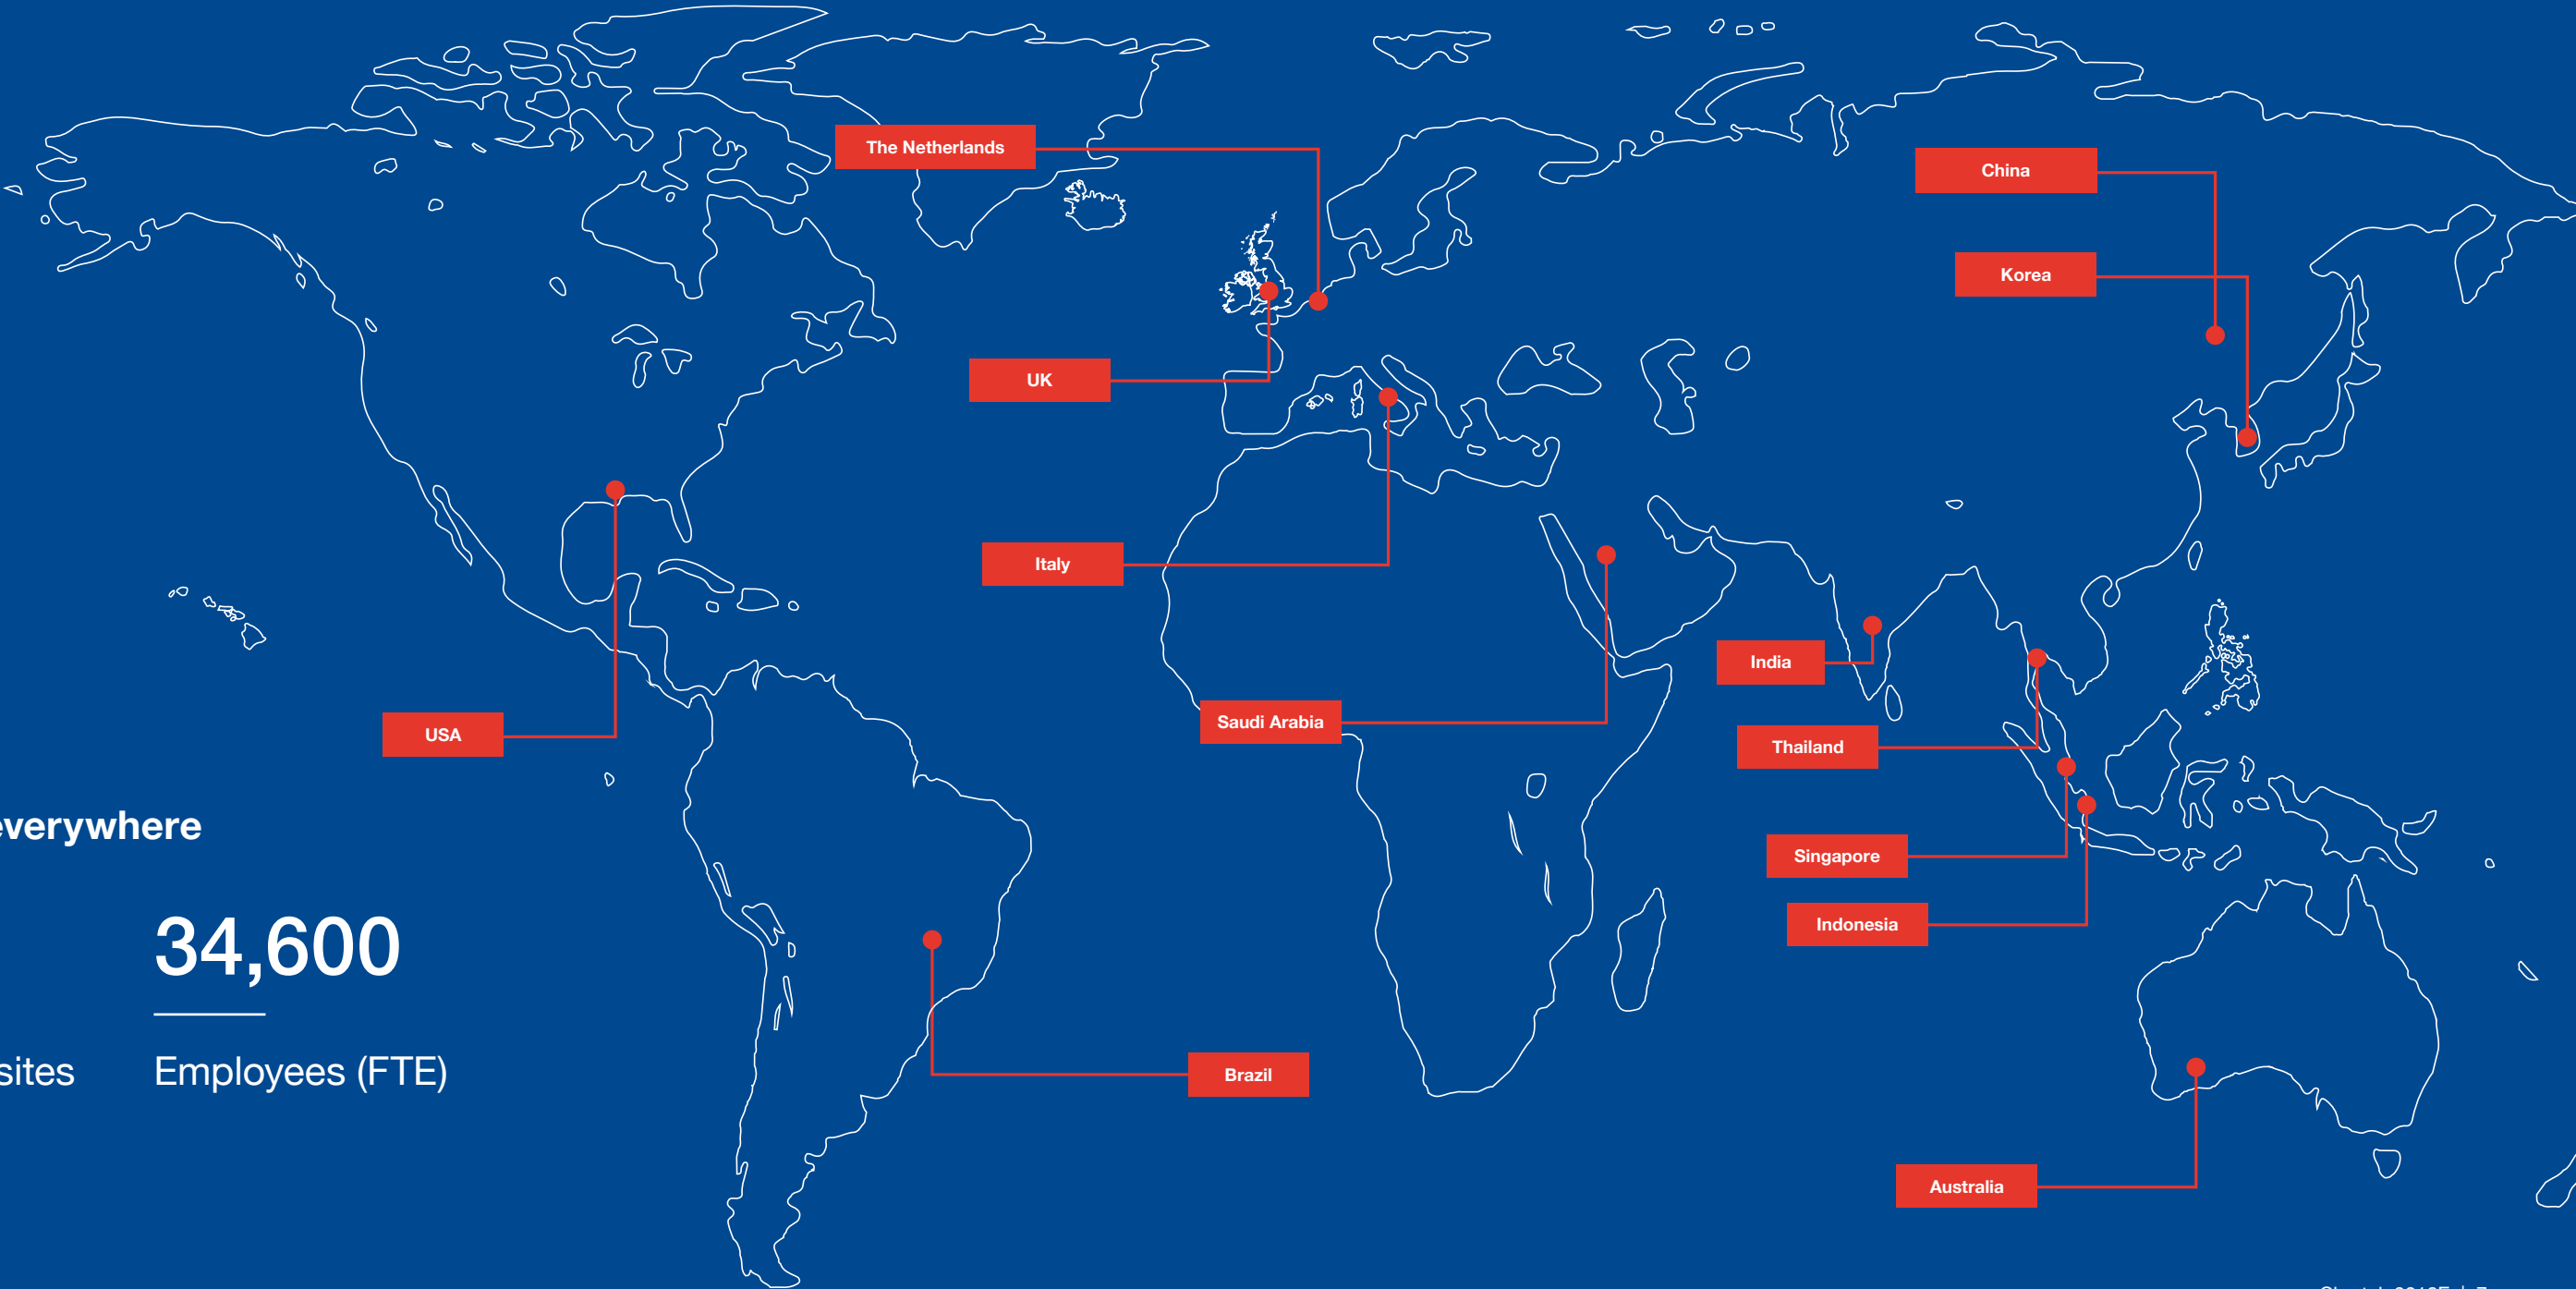 The Netherlands
China
Korea
UK
Italy
USA
Saudi Arabia
India
Thailand
Singapore
Indonesia
Brazil
Australia
everywhere
34,600
sites
Employees (FTE)